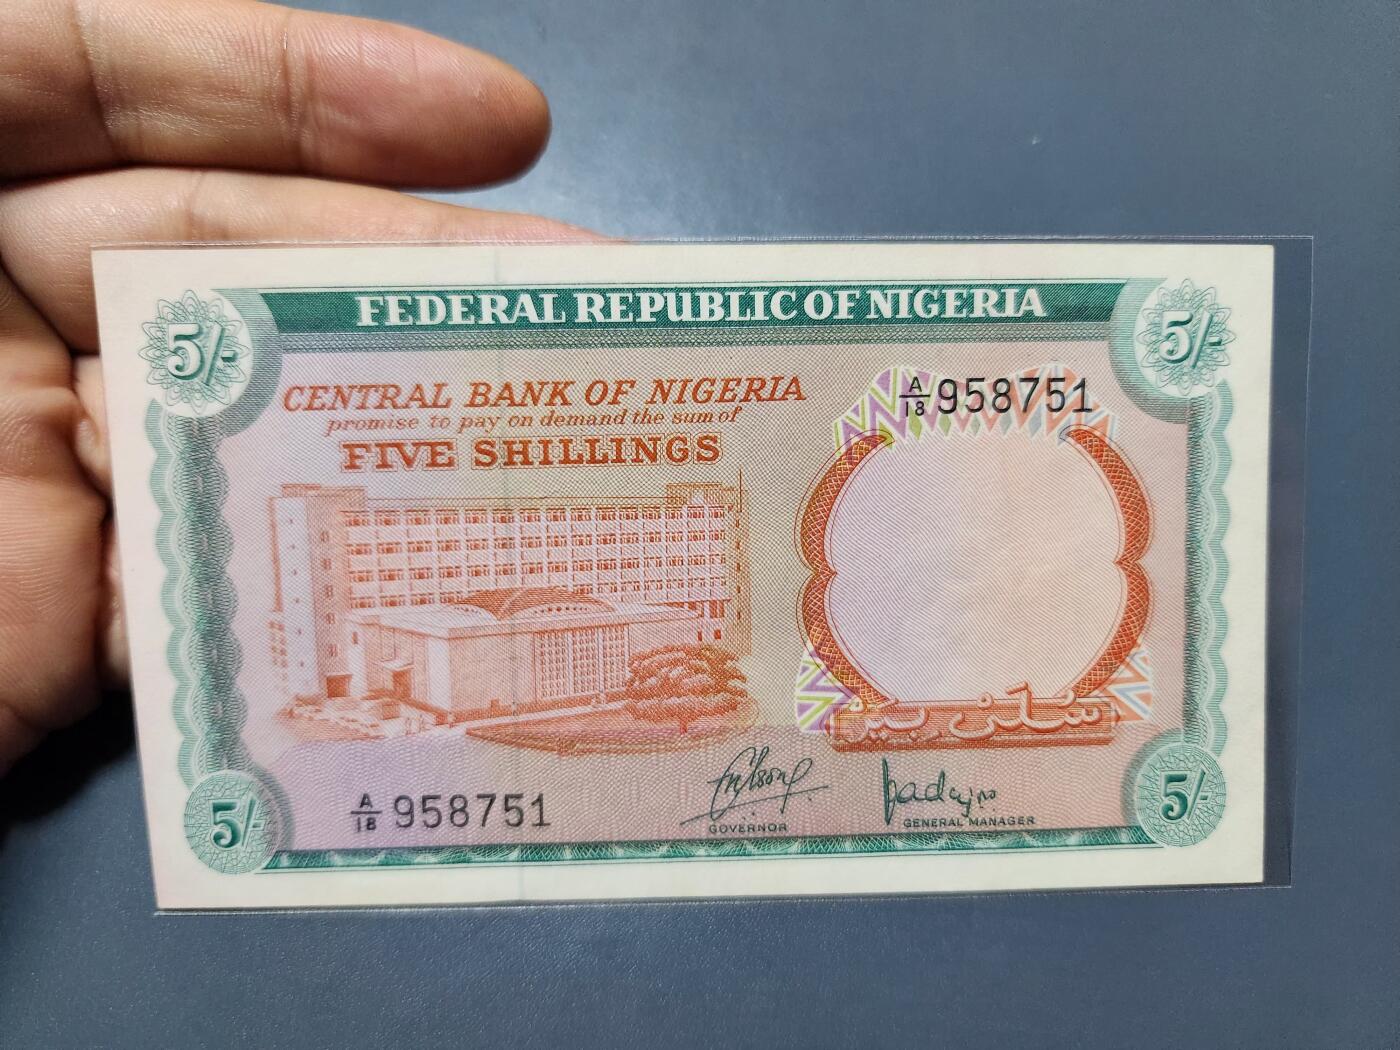 FEDERAL REPUBLIC OF NIGERIA
5/-
5/-
CENTRAL BANK OF NIGERIA
promise to pay on demand the sum of
FIVE SHILLINGS
A/18 958751
A/18 958751
GOVERNOR
GENERAL MANAGER
5/-
5/-